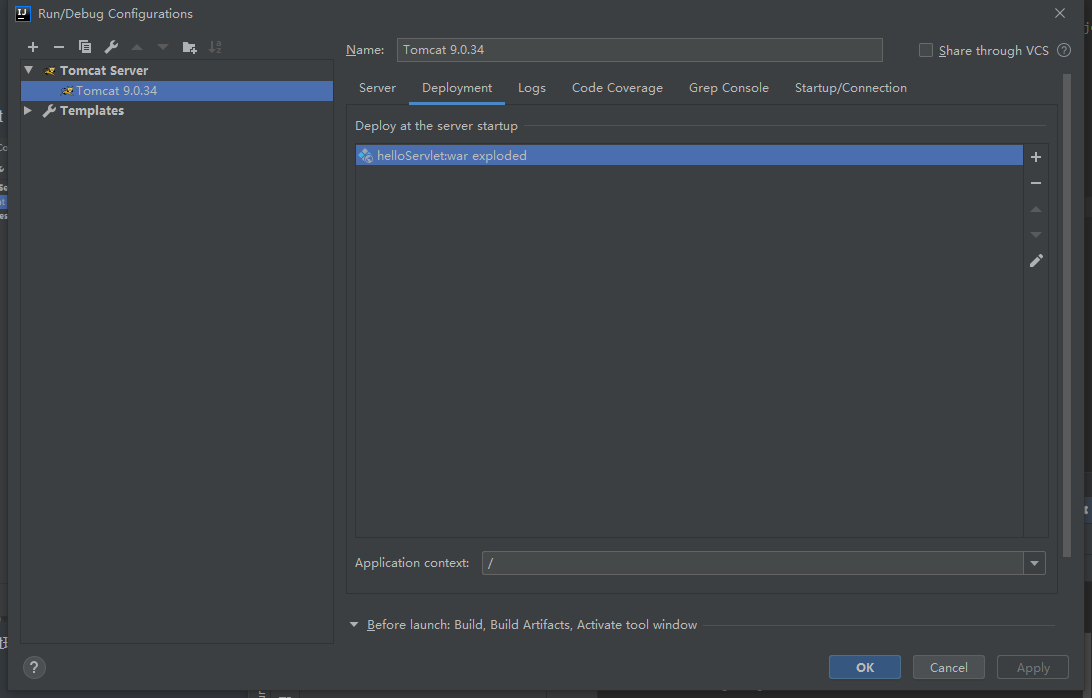 Run/Debug Configurations
Name: Tomcat 9.0.34
Share through VCS
Tomcat Server
Tomcat 9.0.34
Templates
Server Deployment Logs Code Coverage Grep Console Startup/Connection
Deploy at the server startup
helloServlet:war exploded
Application context: /
Before launch: Build, Build Artifacts, Activate tool window
OK Cancel Apply